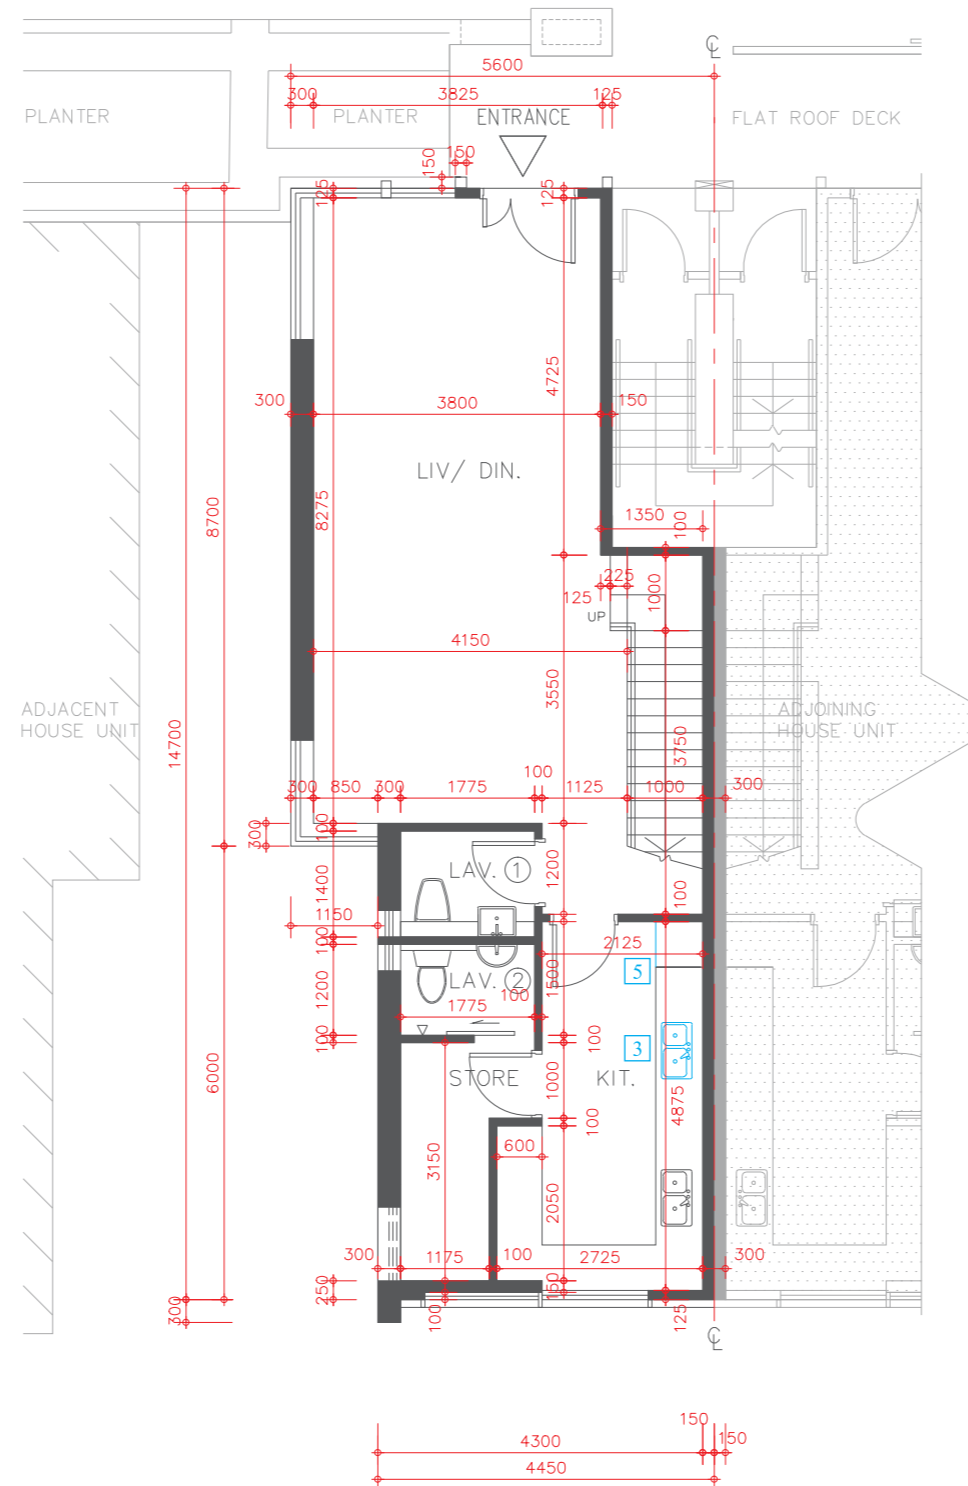 ℄
5600
300 3825 125
PLANTER
PLANTER
ENTRANCE
FLAT ROOF DECK
150
150
125
125
4725
300 3800 150
LIV/ DIN.
8700
8275
1350
100
225
125
1000
UP
4150
3550
ADJACENT
HOUSE UNIT
ADJOINING
HOUSE UNIT
14700
3750
100
300 850 300 1775 1125 1000 300
300
100
LAV. 1
1200
1400
100
1150
100
2125
5
LAV. 2
1500
1200
1775
100
100
100
3
6000
STORE
KIT.
1000
4875
100
3150
600
2050
300 1175 100 2725 300
250
150
300
100
125
℄
150
150
4300
4450